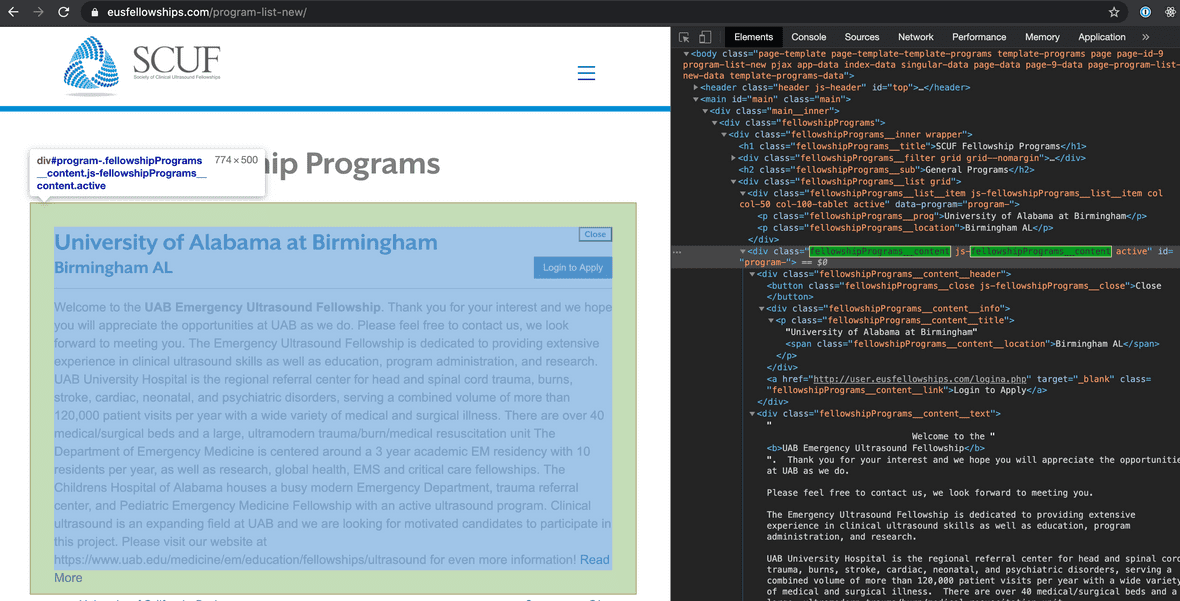 eusfellowships.com/program-list-new/
SCUF
Society of Clinical Ultrasound Fellowships
div#program-.fellowshipPrograms 774 × 500
__content.js-fellowshipPrograms__
content.active
ip Programs
Close
University of Alabama at Birmingham
Birmingham AL
Login to Apply
Welcome to the UAB Emergency Ultrasound Fellowship. Thank you for your interest and we hope
you will appreciate the opportunities at UAB as we do. Please feel free to contact us, we look
forward to meeting you. The Emergency Ultrasound Fellowship is dedicated to providing extensive
experience in clinical ultrasound skills as well as education, program administration, and research.
UAB University Hospital is the regional referral center for head and spinal cord trauma, burns,
stroke, cardiac, neonatal, and psychiatric disorders, serving a combined volume of more than
120,000 patient visits per year with a wide variety of medical and surgical illness. There are over 40
medical/surgical beds and a large, ultramodern trauma/burn/medical resuscitation unit The
Department of Emergency Medicine is centered around a 3 year academic EM residency with 10
residents per year, as well as research, global health, EMS and critical care fellowships. The
Childrens Hospital of Alabama houses a busy modern Emergency Department, trauma referral
center, and Pediatric Emergency Medicine Fellowship with an active ultrasound program. Clinical
ultrasound is an expanding field at UAB and we are looking for motivated candidates to participate in
this project. Please visit our website at
https://www.uab.edu/medicine/em/education/fellowships/ultrasound for even more information! Read
More
Elements Console Sources Network Performance Memory Application »
<body class="page-template page-template-template-programs template-programs page page-id-9
program-list-new pjax app-data index-data singular-data page-data page-9-data page-program-list-
new-data template-programs-data">
<header class="header js-header" id="top">…</header>
<main id="main" class="main">
<div class="main__inner">
<div class="fellowshipPrograms">
<div class="fellowshipPrograms__inner wrapper">
<h1 class="fellowshipPrograms__title">SCUF Fellowship Programs</h1>
<div class="fellowshipPrograms__filter grid grid--nomargin">…</div>
<h2 class="fellowshipPrograms__sub">General Programs</h2>
<div class="fellowshipPrograms__list grid">
<div class="fellowshipPrograms__list__item js-fellowshipPrograms__list__item col
col-50 col-100-tablet active" data-program="program-">
<p class="fellowshipPrograms__prog">University of Alabama at Birmingham</p>
<p class="fellowshipPrograms__location">Birmingham AL</p>
</div>
… <div class="fellowshipPrograms__content js-fellowshipPrograms__content active" id=
"program-"> == $0
<div class="fellowshipPrograms__content__header">
<button class="fellowshipPrograms__close js-fellowshipPrograms__close">Close
</button>
<div class="fellowshipPrograms__content__info">
<p class="fellowshipPrograms__content__title">
"University of Alabama at Birmingham"
<span class="fellowshipPrograms__content__location">Birmingham AL</span>
</p>
</div>
<a href="http://user.eusfellowships.com/logina.php" target="_blank" class=
"fellowshipPrograms__content__link">Login to Apply</a>
</div>
<div class="fellowshipPrograms__content__text">
"
Welcome to the "
<b>UAB Emergency Ultrasound Fellowship</b>
". Thank you for your interest and we hope you will appreciate the opportunities
at UAB as we do.
Please feel free to contact us, we look forward to meeting you.
The Emergency Ultrasound Fellowship is dedicated to providing extensive
experience in clinical ultrasound skills as well as education, program
administration, and research.
UAB University Hospital is the regional referral center for head and spinal cord
trauma, burns, stroke, cardiac, neonatal, and psychiatric disorders, serving a
combined volume of more than 120,000 patient visits per year with a wide variety
of medical and surgical illness. There are over 40 medical/surgical beds and a